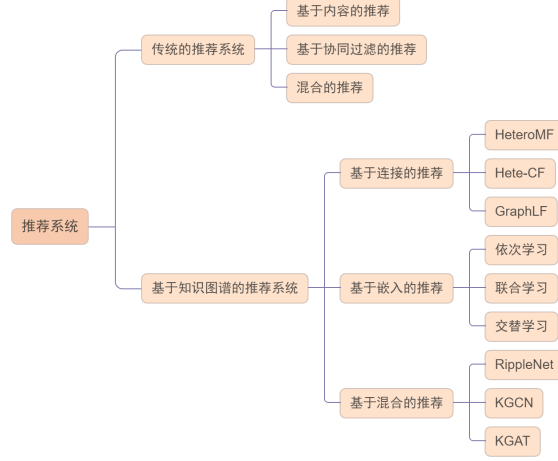 推荐系统
传统的推荐系统
基于内容的推荐
基于协同过滤的推荐
混合的推荐
基于知识图谱的推荐系统
基于连接的推荐
HeteroMF
Hete-CF
GraphLF
基于嵌入的推荐
依次学习
联合学习
交替学习
基于混合的推荐
RippleNet
KGCN
KGAT